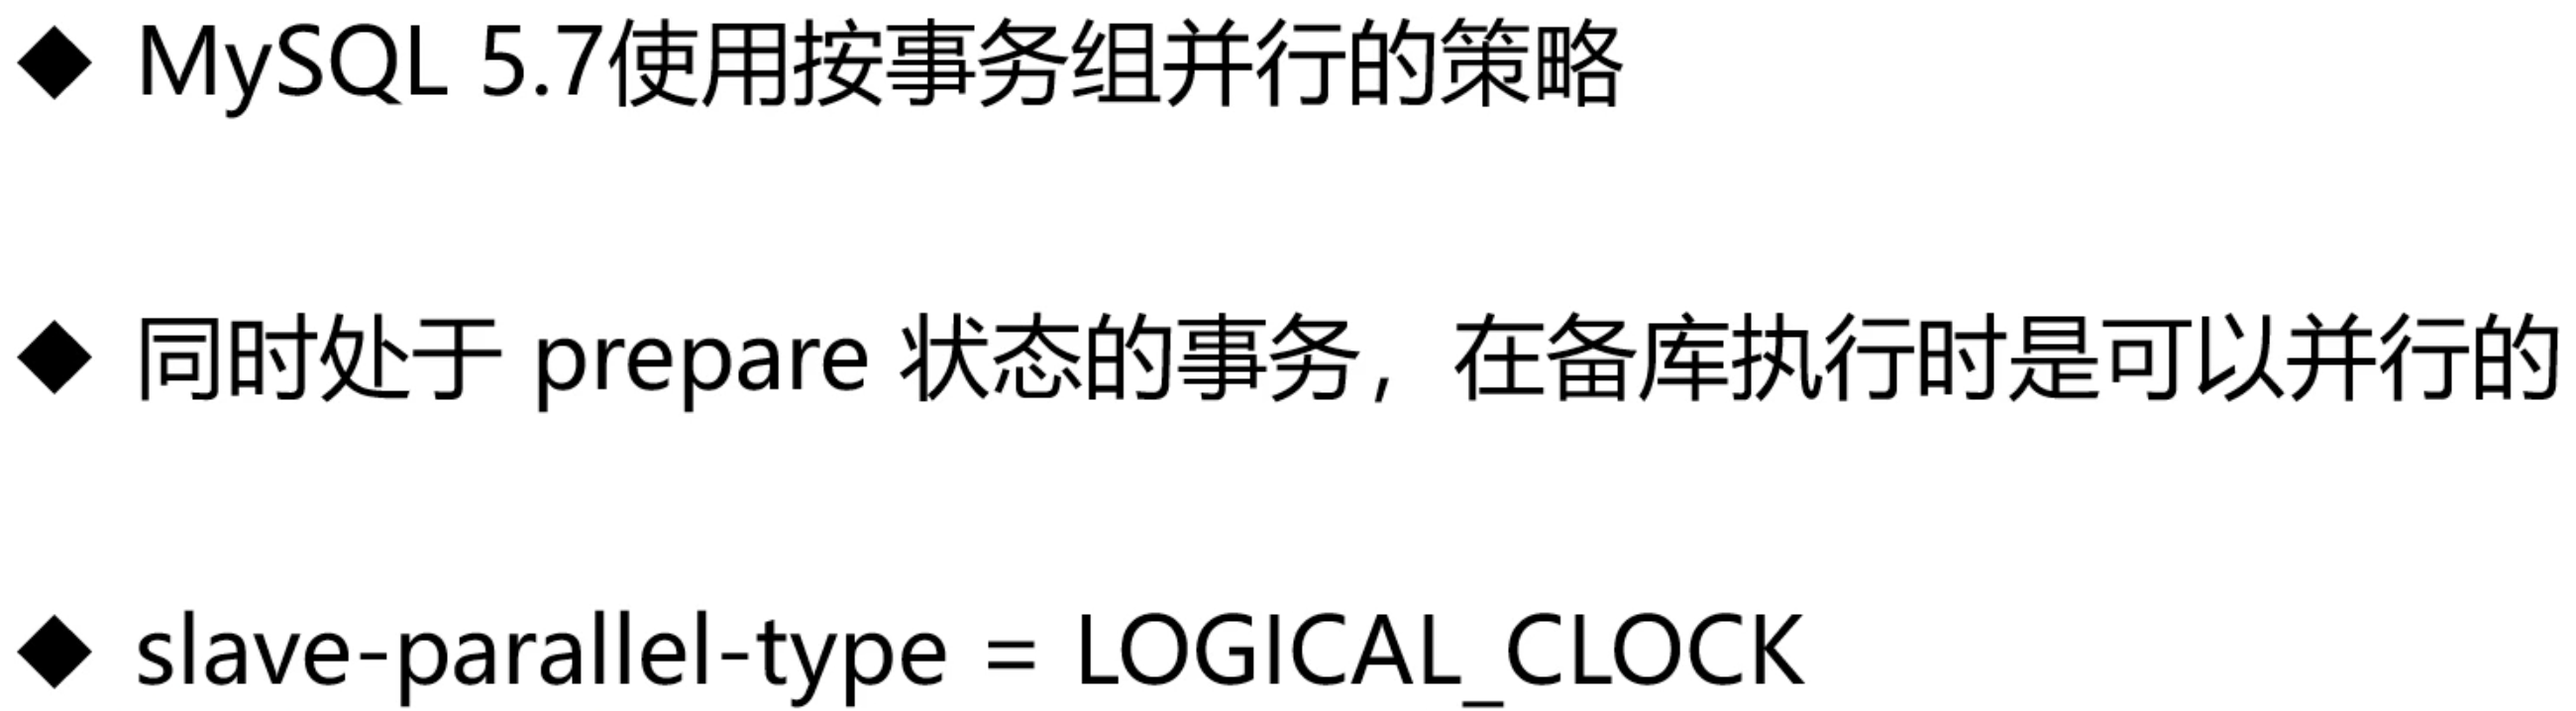 ◆ MySQL 5.7使用按事务组并行的策略
◆ 同时处于 prepare 状态的事务，在备库执行时是可以并行的
◆ slave-parallel-type = LOGICAL_CLOCK